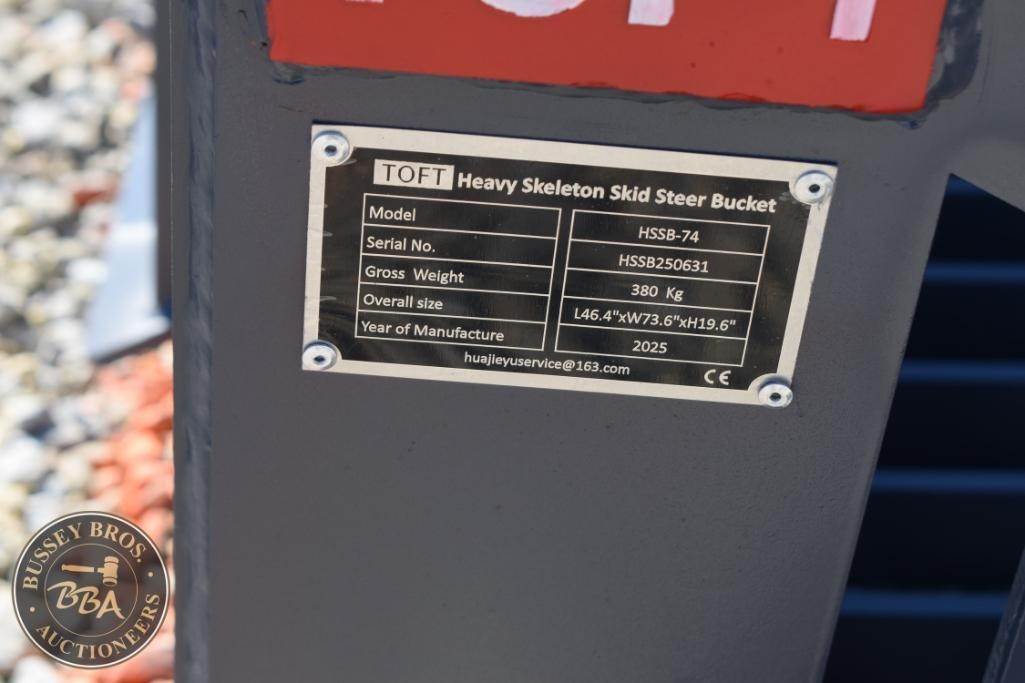 TOFT Heavy Skeleton Skid Steer Bucket
Model HSSB-74
Serial No. HSSB250631
Gross Weight 380 Kg
Overall size L46.4"xW73.6"xH19.6"
Year of Manufacture 2025
huajieyuservice@163.com CE
BUSSEY BROS.
BBA
AUCTIONEERS